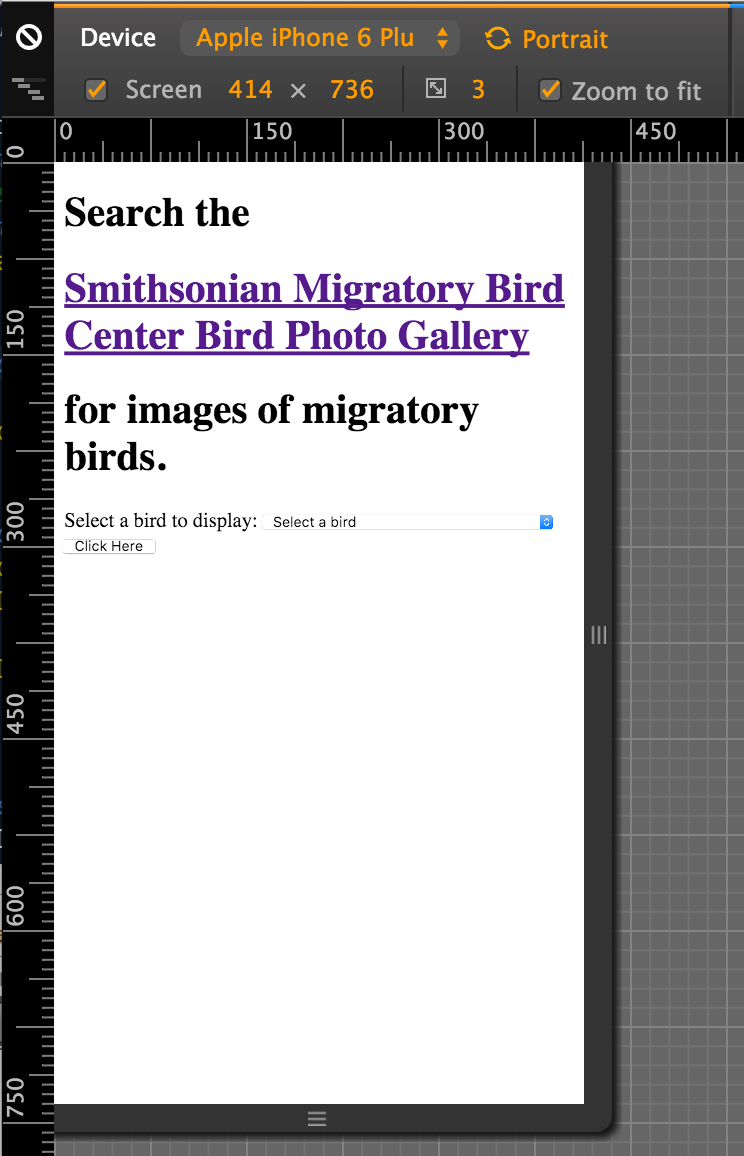 Device Apple iPhone 6 Plu Portrait
Screen 414 × 736 3 Zoom to fit
0 150 300 450
0
Search the
Smithsonian Migratory Bird
150
Center Bird Photo Gallery
for images of migratory
birds.
300
Select a bird to display: Select a bird
Click Here
450
600
750